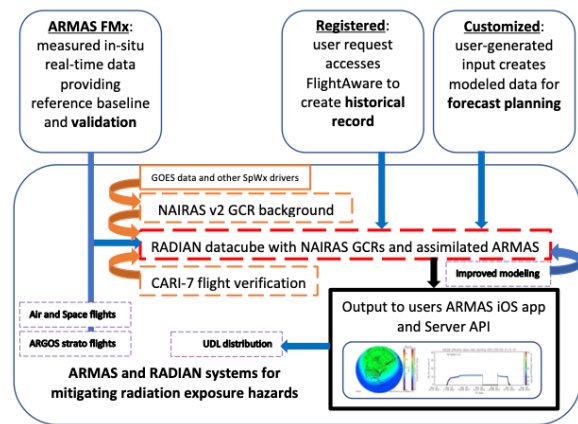 ARMAS FMx:
measured in-situ
real-time data
providing
reference baseline
and validation
Registered:
user request
accesses
FlightAware to
create historical
record
Customized:
user-generated
input creates
modeled data for
forecast planning
GOES data and other SpWx drivers
NAIRAS v2 GCR background
RADIAN datacube with NAIRAS GCRs and assimilated ARMAS
CARI-7 flight verification
Improved modeling
Air and Space flights
ARGOS strato flights
UDL distribution
Output to users ARMAS iOS app
and Server API
ARMAS and RADIAN systems for
mitigating radiation exposure hazards